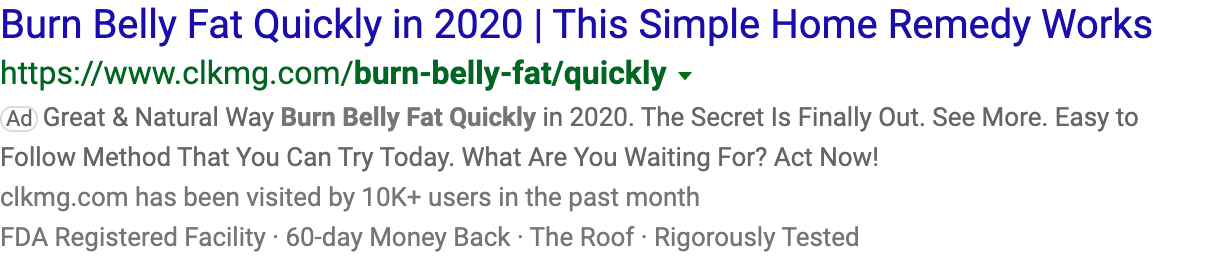 Burn Belly Fat Quickly in 2020 | This Simple Home Remedy Works
https://www.clkmg.com/burn-belly-fat/quickly
Ad Great & Natural Way Burn Belly Fat Quickly in 2020. The Secret Is Finally Out. See More. Easy to
Follow Method That You Can Try Today. What Are You Waiting For? Act Now!
clkmg.com has been visited by 10K+ users in the past month
FDA Registered Facility · 60-day Money Back · The Roof · Rigorously Tested